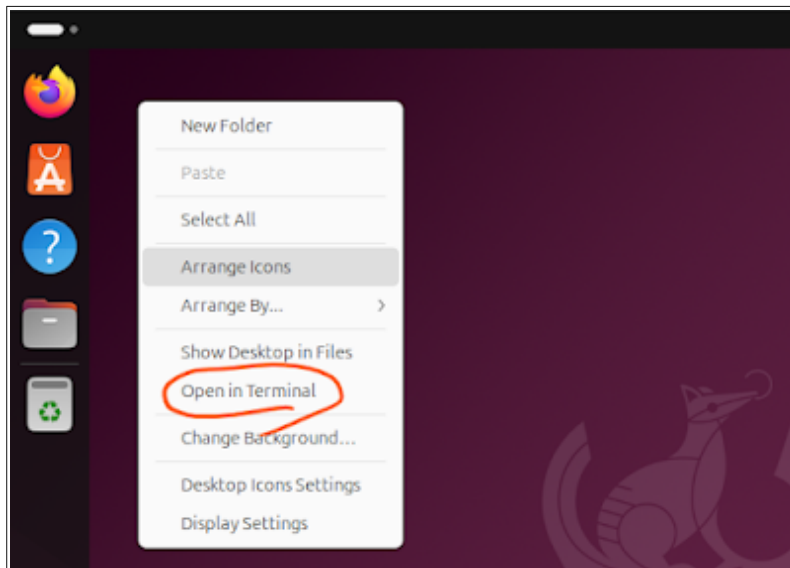 New Folder
Paste
Select All
Arrange Icons
Arrange By...
Show Desktop in Files
Open in Terminal
Change Background...
Desktop Icons Settings
Display Settings